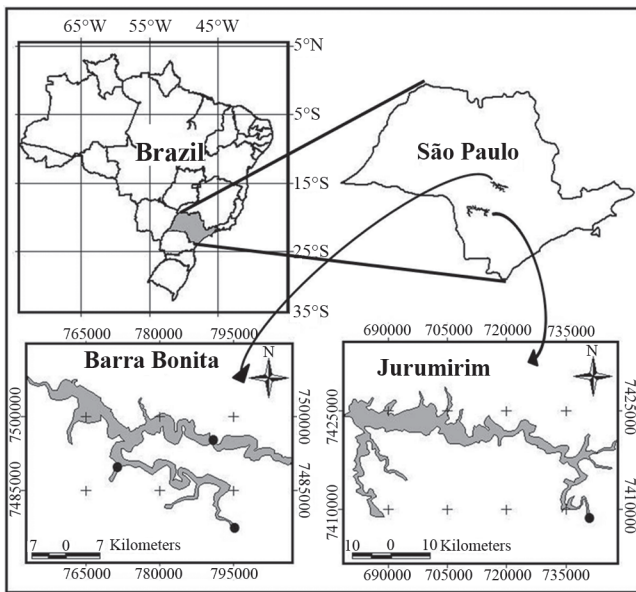 65°W 55°W 45°W
5°N
5°S
15°S
25°S
35°S
Brazil
São Paulo
765000 780000 795000
Barra Bonita
N
7500000
7485000
7500000
7485000
7 0 7 Kilometers
765000 780000 795000
690000 705000 720000 735000
Jurumirim
N
7425000
7410000
7425000
7410000
10 0 10 Kilometers
690000 705000 720000 735000